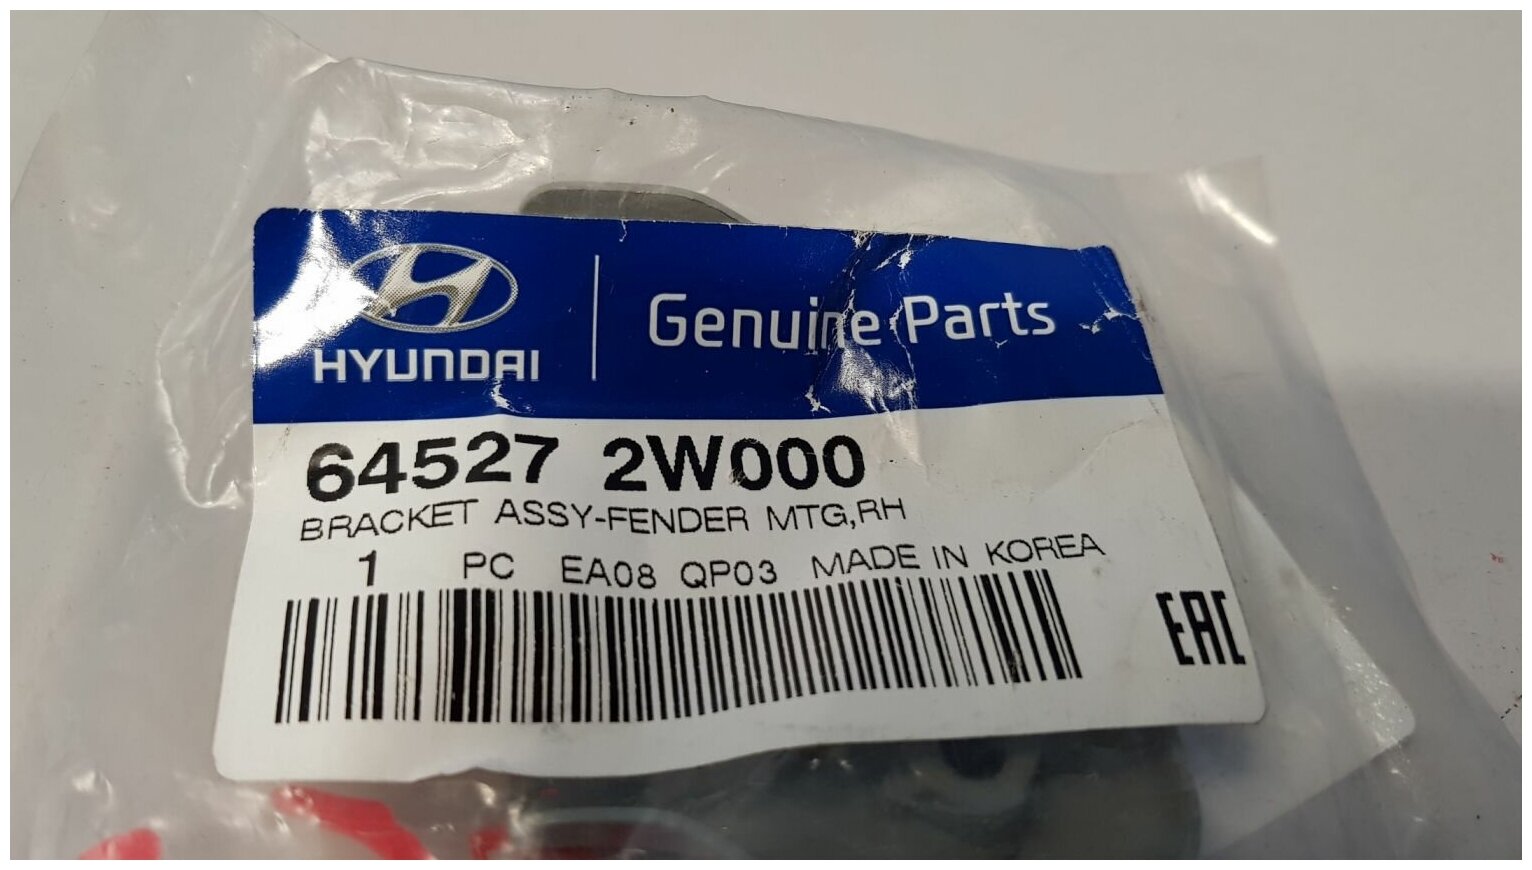 HYUNDAI
Genuine Parts
64527 2W000
BRACKET ASSY-FENDER MTG,RH
1 PC EA08 QP03 MADE IN KOREA
EAC